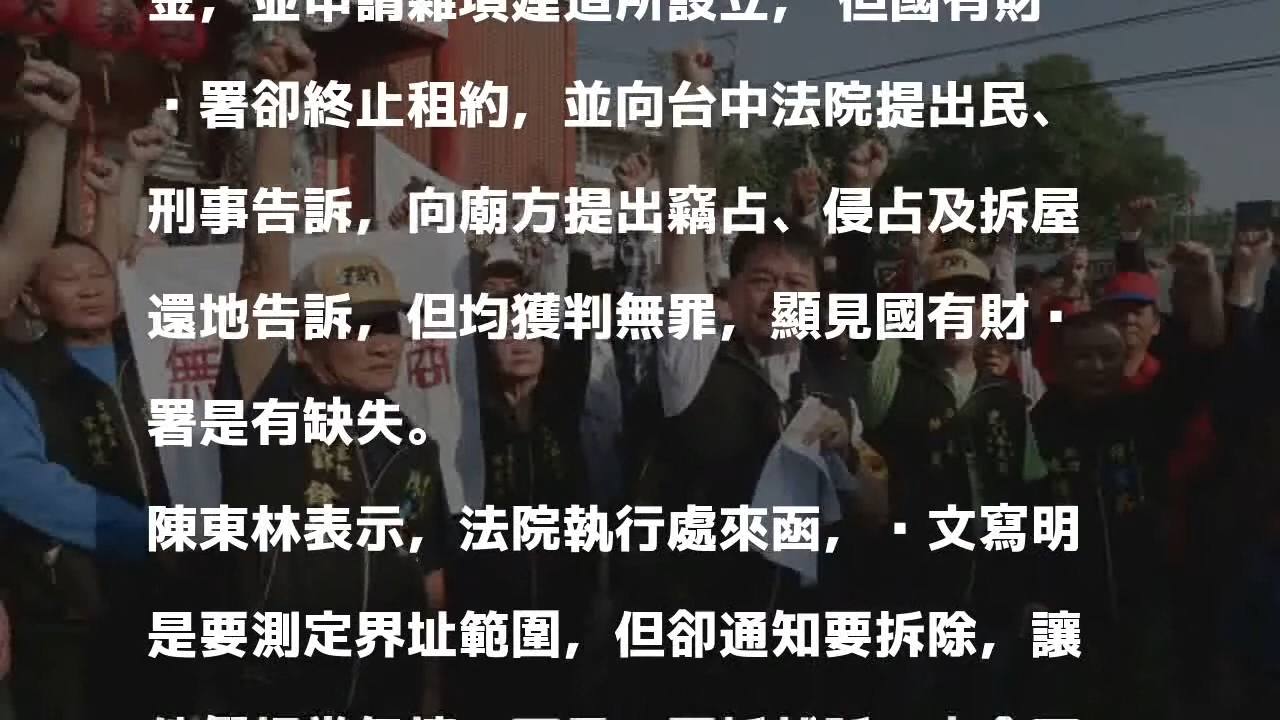 金，並申請雜項建造所設立，但國有財
·署卻終止租約，並向台中法院提出民、
刑事告訴，向廟方提出竊占、侵占及拆屋
還地告訴，但均獲判無罪，顯見國有財·
署是有缺失。
陳東林表示，法院執行處來函，·文寫明
是要測定界址範圍，但卻通知要拆除，讓
無